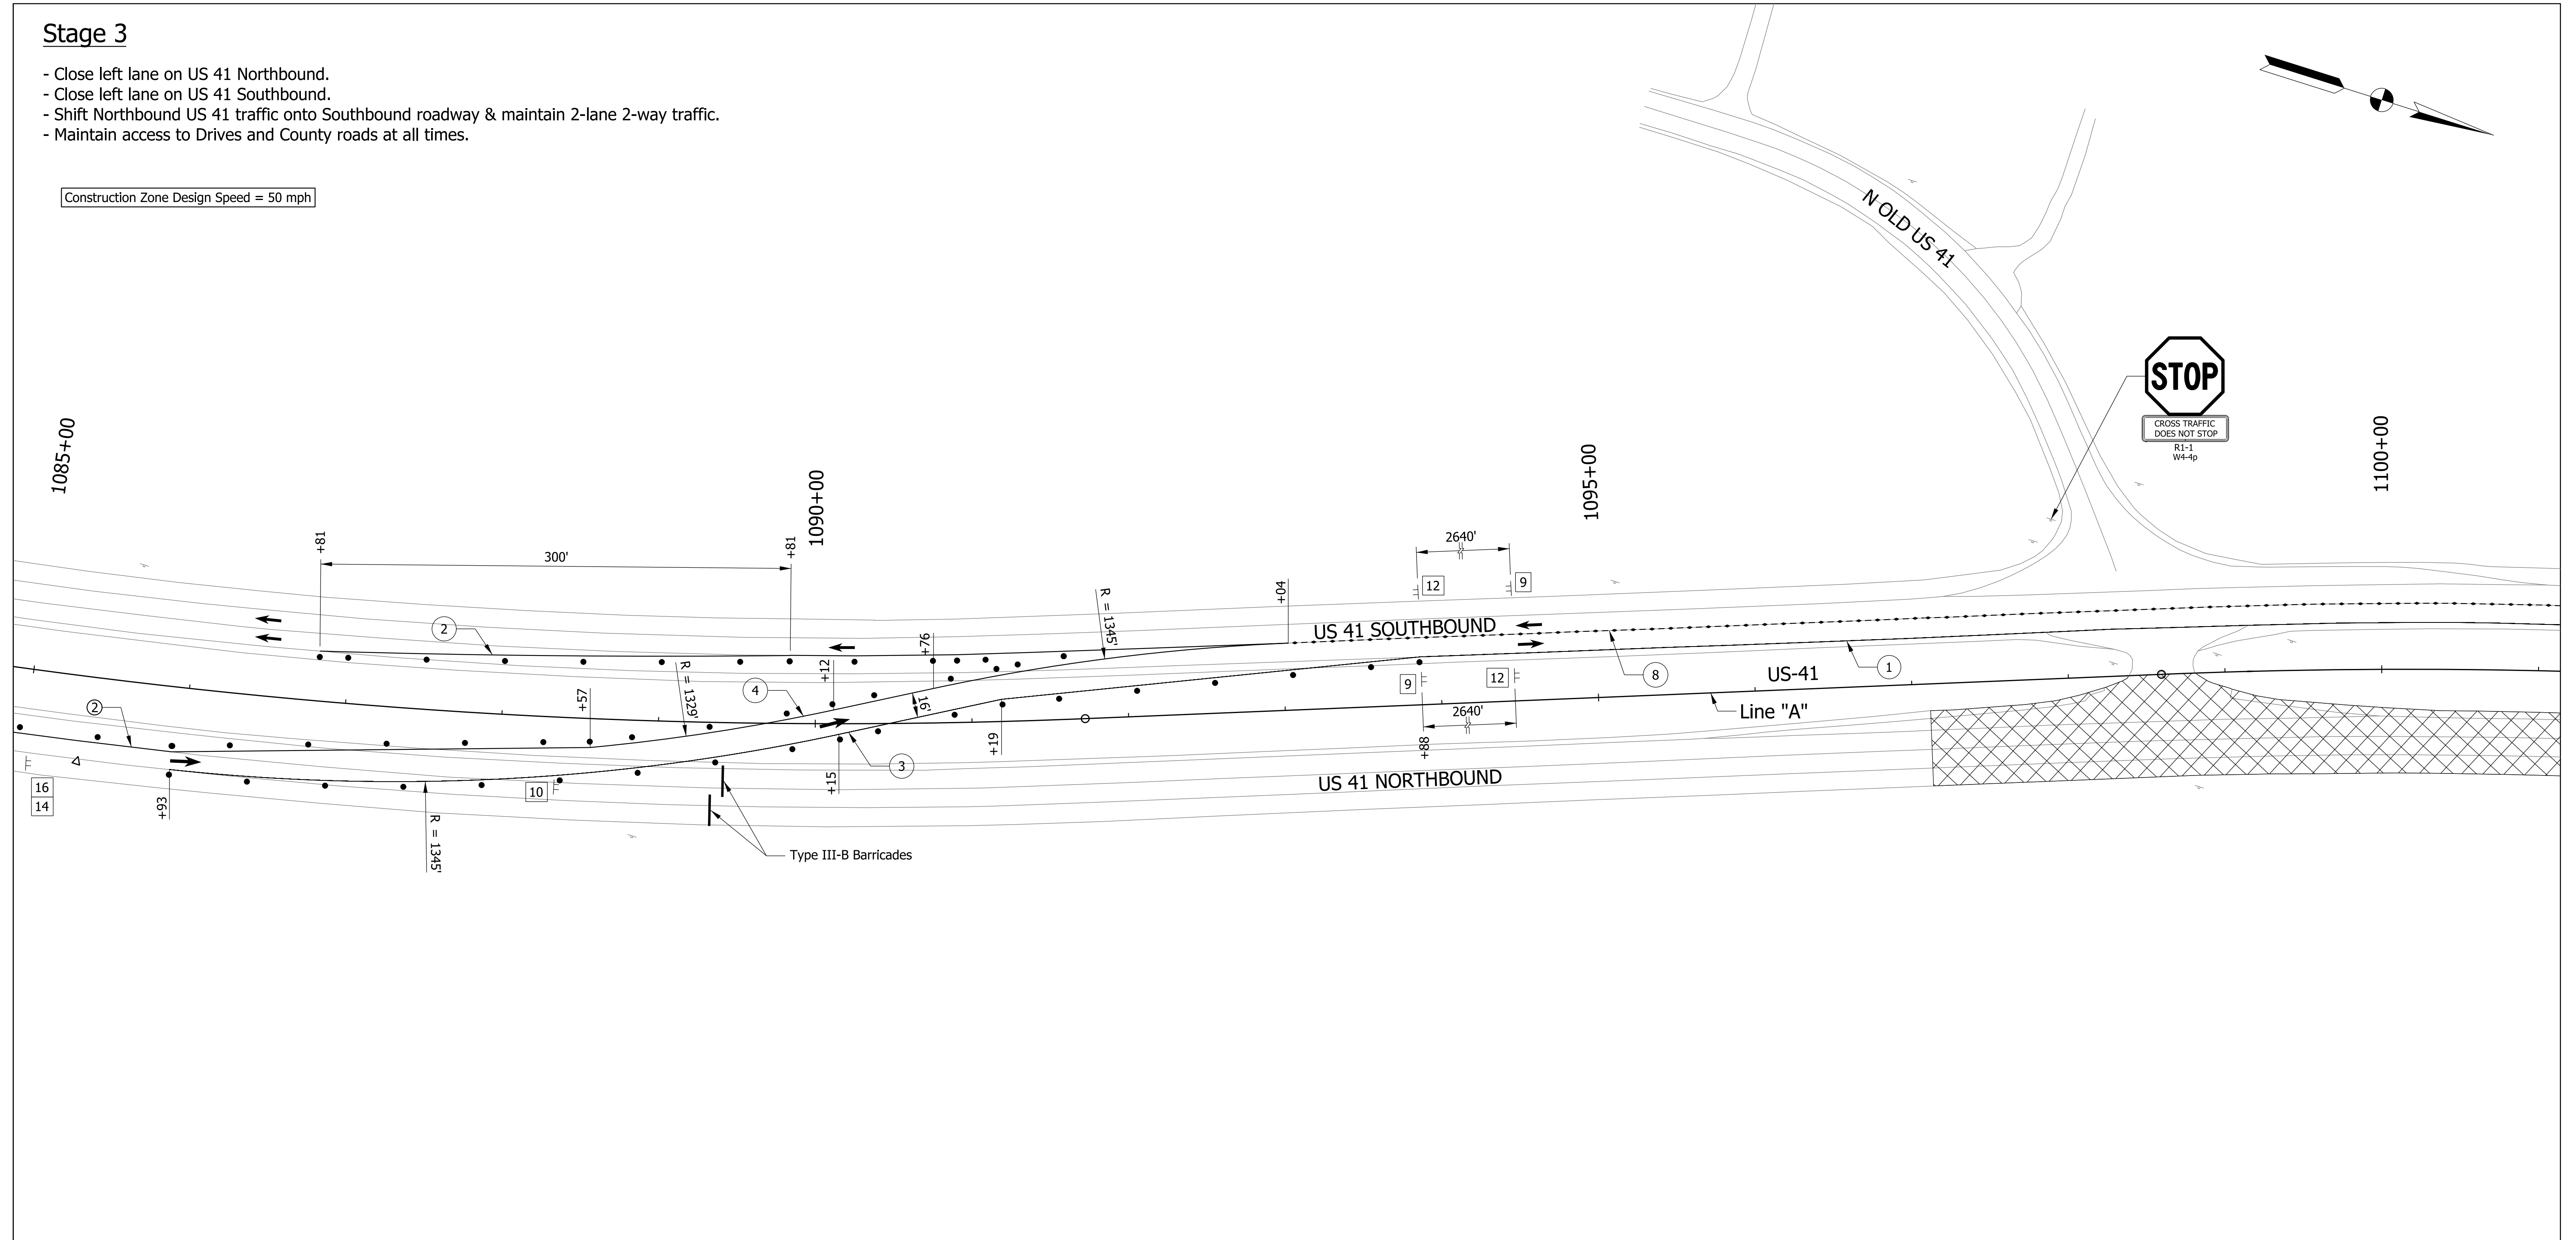 Stage 3
- Close left lane on US 41 Northbound.
- Close left lane on US 41 Southbound.
- Shift Northbound US 41 traffic onto Southbound roadway & maintain 2-lane 2-way traffic.
- Maintain access to Drives and County roads at all times.
Construction Zone Design Speed = 50 mph
N OLD US 41
STOP
CROSS TRAFFIC
DOES NOT STOP
R1-1
W4-4p
1085+00
1090+00
1095+00
1100+00
+81
300'
+81
2640'
12
9
+04
R = 1345'
2
+76
+12
US 41 SOUTHBOUND
R = 1329'
4
+57
16'
1
8
US-41
9
12
2640'
Line "A"
2
+19
+88
3
+15
US 41 NORTHBOUND
16
14
+93
10
R = 1345'
Type III-B Barricades